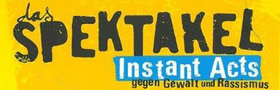 das
SPEKTAKEL
Instant Acts
gegen Gewalt und Rassismus